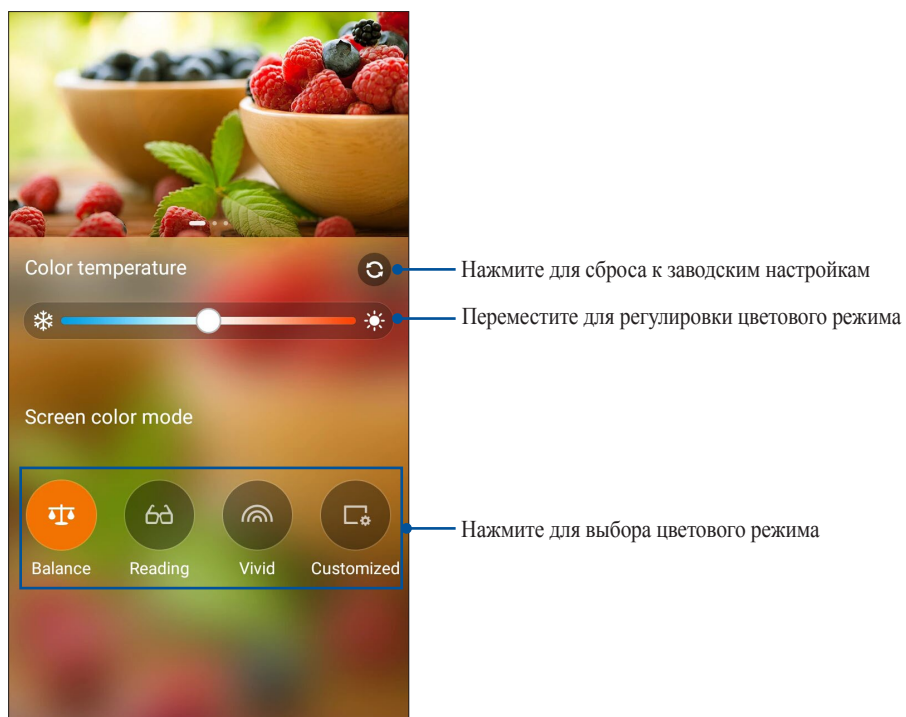 Color temperature
Нажмите для сброса к заводским настройкам
Переместите для регулировки цветового режима
Screen color mode
Нажмите для выбора цветового режима
Balance Reading Vivid Customized